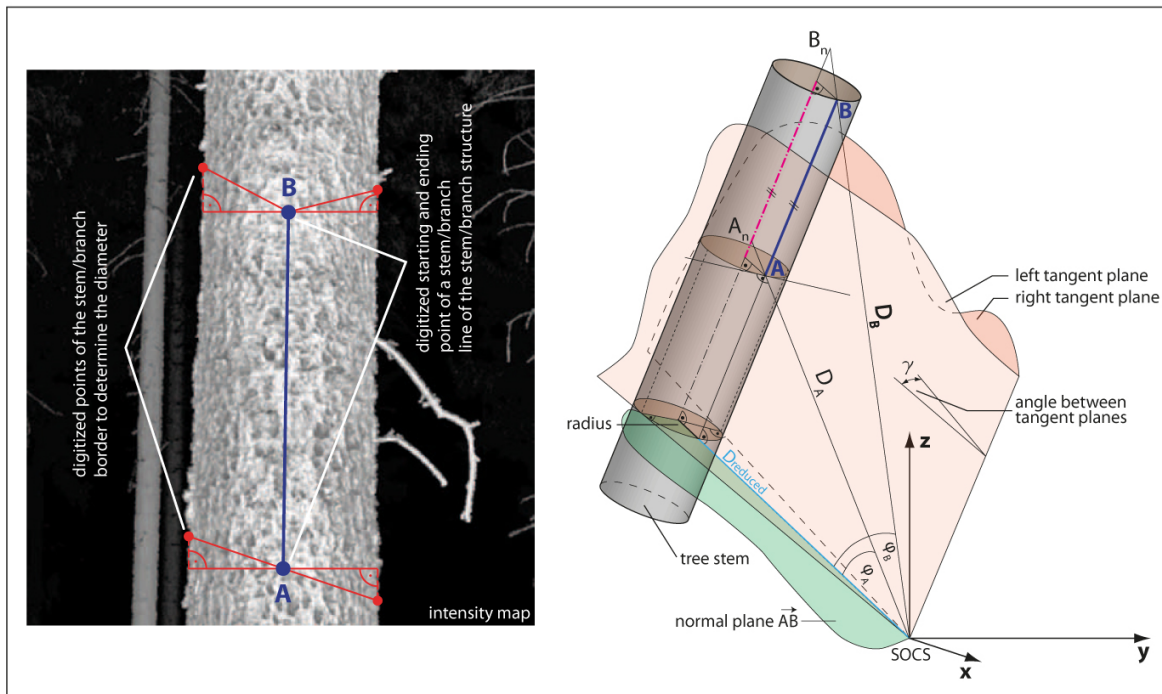 digitized points of the stem/branch
border to determine the diameter
B
A
digitized starting and ending
point of a stem/branch
line of the stem/branch structure
intensity map
Bn
B
An
A
left tangent plane
right tangent plane
DB
DA
γ
angle between
tangent planes
radius
z
Dreduced
φB
φA
tree stem
normal plane AB
SOCS
y
x